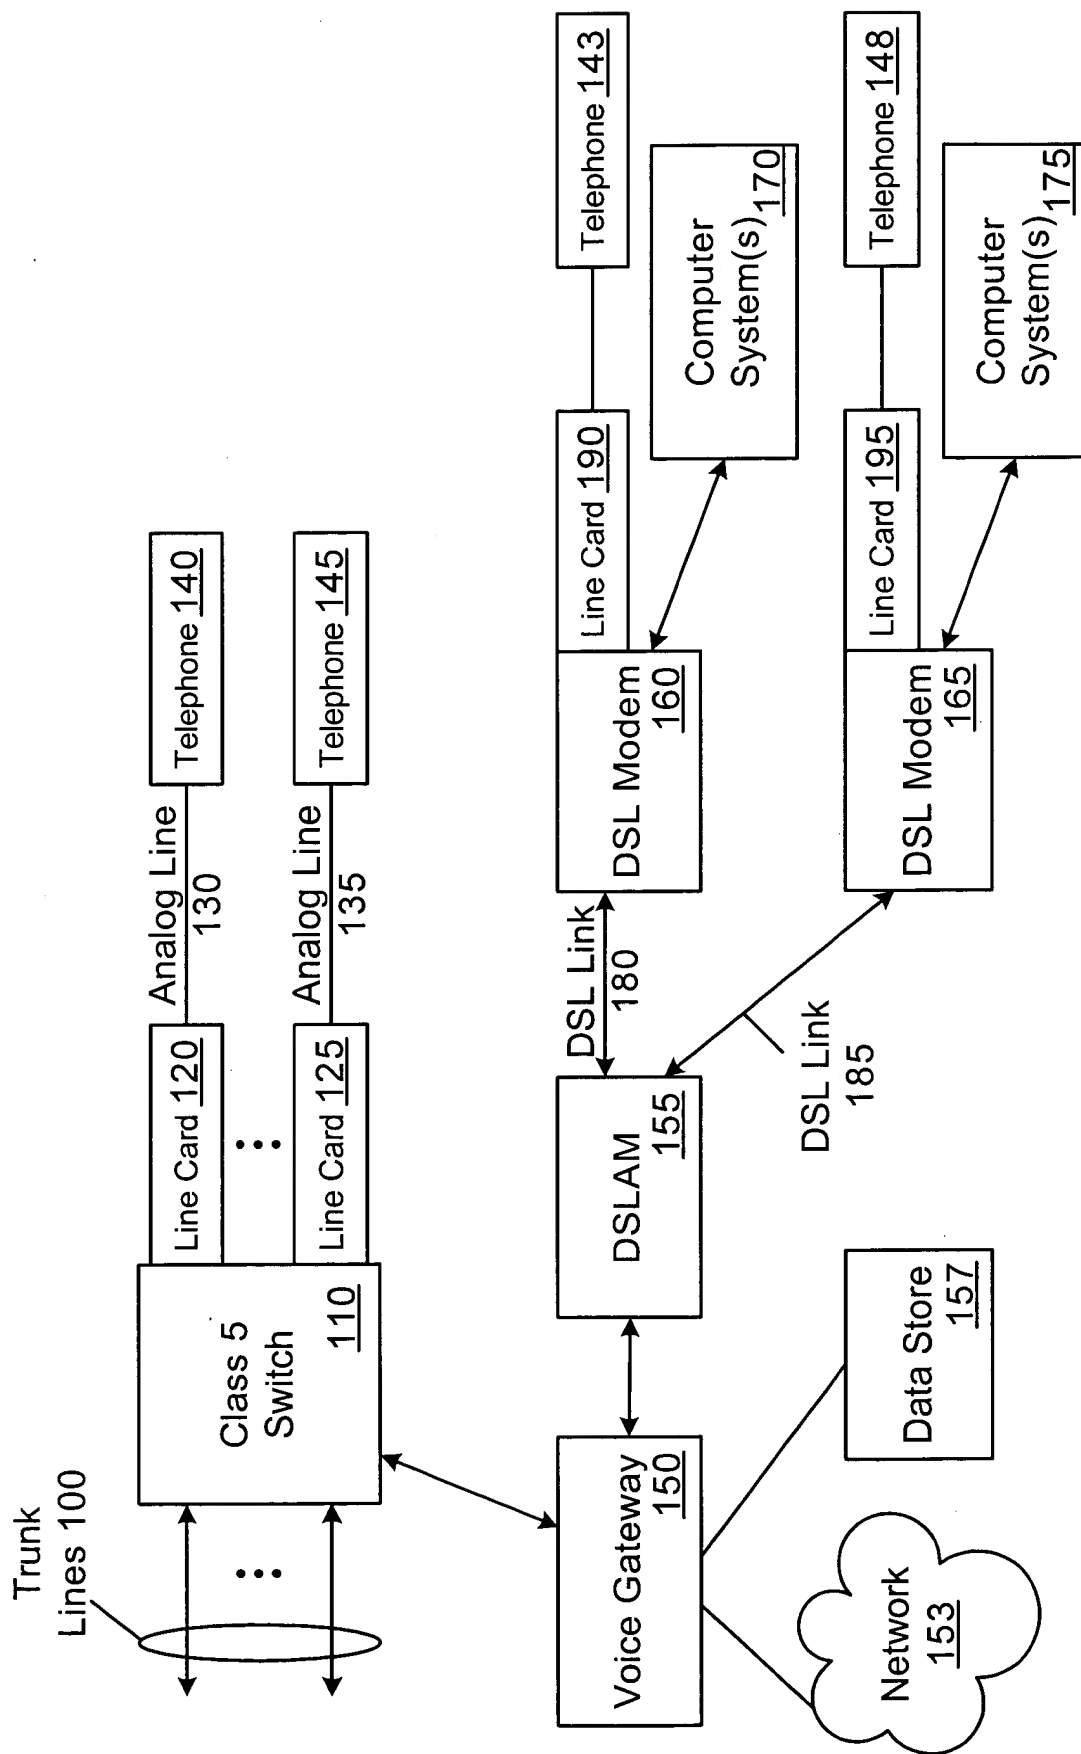 Trunk
Lines 100
Class 5
Switch
110
Line Card 120
Line Card 125
Analog Line
130
Analog Line
135
Telephone 140
Telephone 145
Voice Gateway
150
Network
153
Data Store
157
DSLAM
155
DSL Link
180
DSL Link
185
DSL Modem
160
DSL Modem
165
Line Card 190
Line Card 195
Telephone 143
Computer
System(s)
170
Telephone 148
Computer
System(s)
175